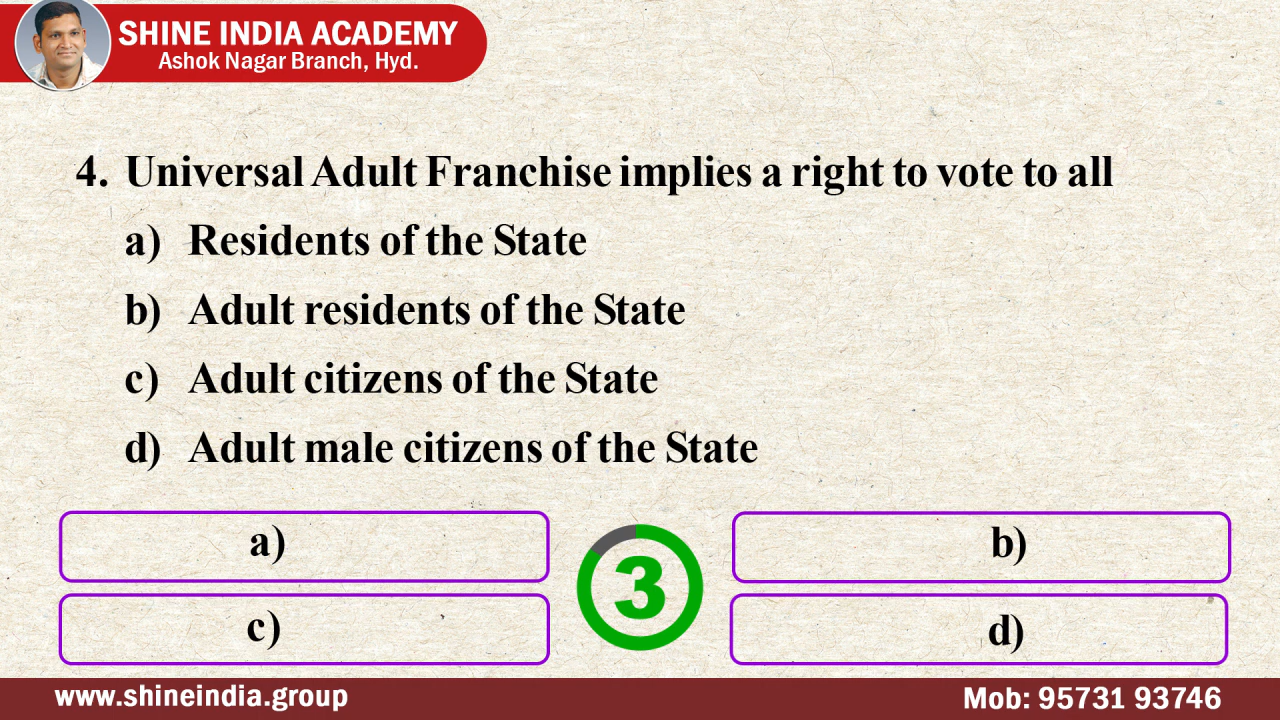 SHINE INDIA ACADEMY
Ashok Nagar Branch, Hyd.
4. Universal Adult Franchise implies a right to vote to all
a) Residents of the State
b) Adult residents of the State
c) Adult citizens of the State
d) Adult male citizens of the State
a)
b)
3
c)
d)
www.shineindia.group
Mob: 95731 93746